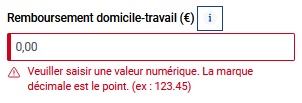 Remboursement domicile-travail (€) i
0,00
Veuiller saisir une valeur numérique. La marque
décimale est le point. (ex : 123.45)